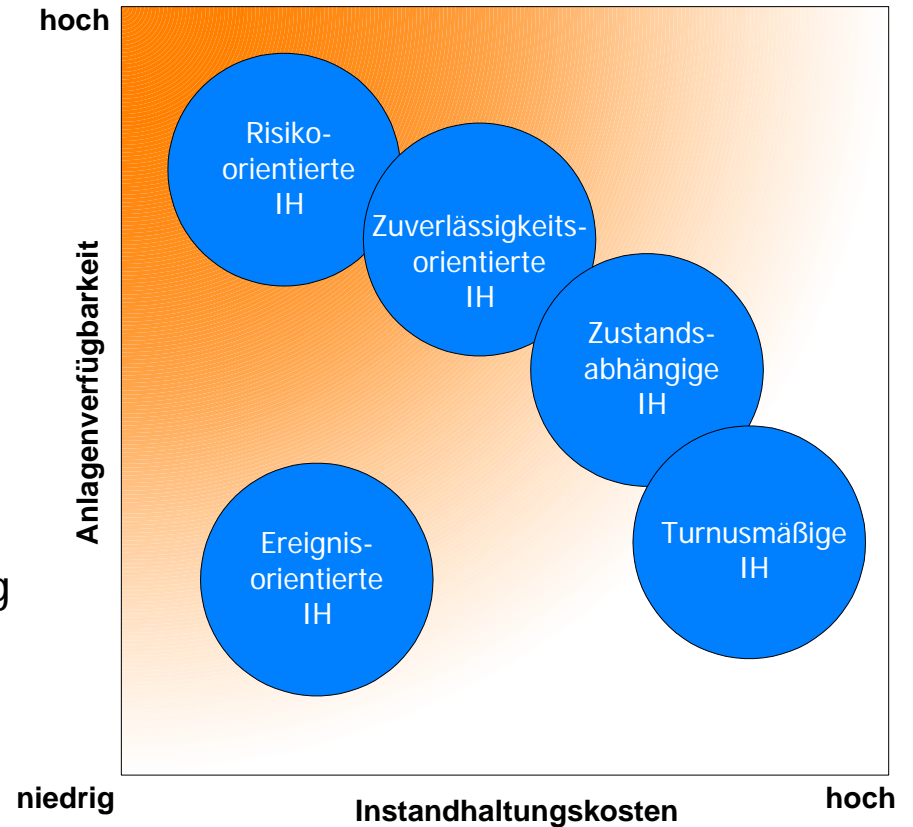 hoch
Risiko-
orientierte
IH
Zuverlässigkeits-
orientierte
IH
Zustands-
abhängige
IH
Anlagenverfügbarkeit
Ereignis-
orientierte
IH
Turnusmäßige
IH
g
niedrig
Instandhaltungskosten
hoch